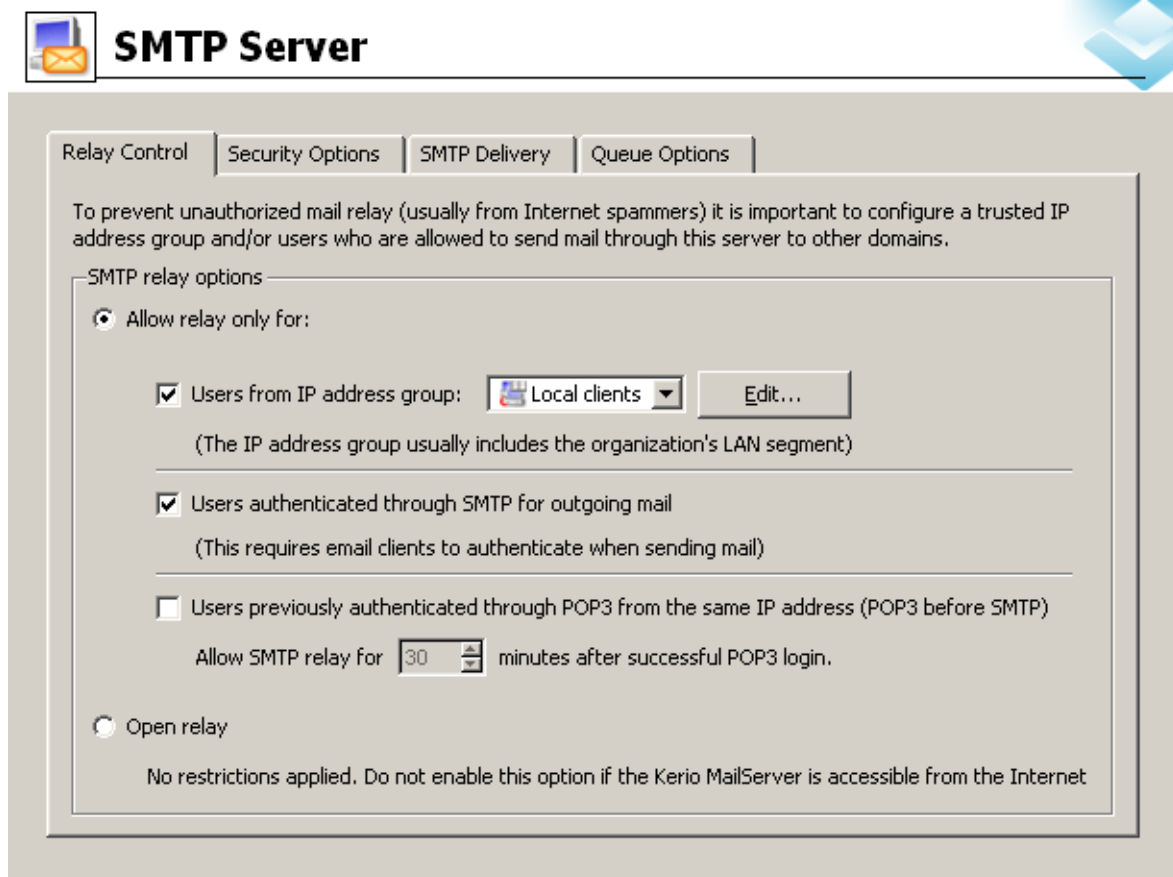 SMTP Server
Relay Control Security Options SMTP Delivery Queue Options
To prevent unauthorized mail relay (usually from Internet spammers) it is important to configure a trusted IP
address group and/or users who are allowed to send mail through this server to other domains.
SMTP relay options
Allow relay only for:
Users from IP address group: Local clients Edit...
(The IP address group usually includes the organization's LAN segment)
Users authenticated through SMTP for outgoing mail
(This requires email clients to authenticate when sending mail)
Users previously authenticated through POP3 from the same IP address (POP3 before SMTP)
Allow SMTP relay for 30 minutes after successful POP3 login.
Open relay
No restrictions applied. Do not enable this option if the Kerio MailServer is accessible from the Internet